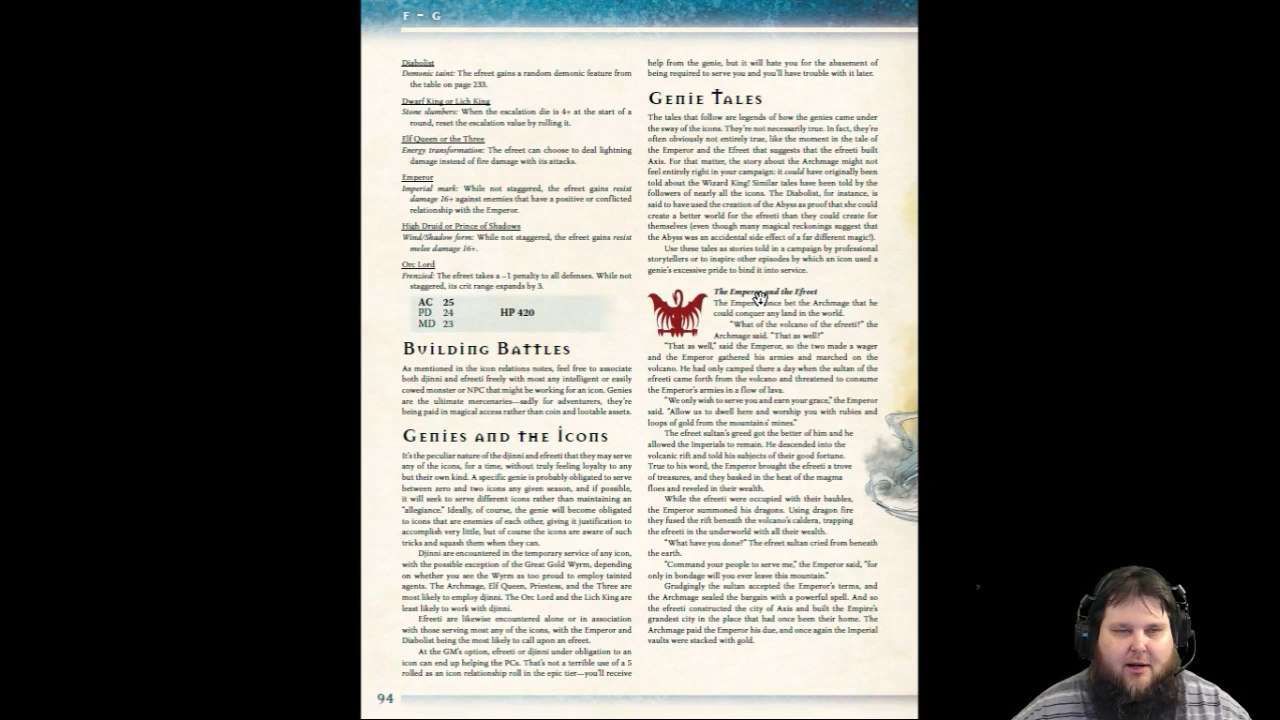 F - G
Diabolist
Demonic taint: The efreet gains a random demonic feature from
the table on page 233.
Dwarf King or Lich King
Stone slumbers: When the escalation die is 4+ at the start of a
round, reset the escalation value by rolling it.
Elf Queen or the Three
Energy transformation: The efreet can choose to deal lightning
damage instead of fire damage with its attacks.
Emperor
Imperial mark: While not staggered, the efreet gains resist
damage 16+ against enemies that have a positive or conflicted
relationship with the Emperor.
High Druid or Prince of Shadows
Wind/Shadow form: While not staggered, the efreet gains resist
melee damage 16+.
Orc Lord
Frenzied: The efreet takes a –1 penalty to all defenses. While not
staggered, its crit range expands by 3.
AC 25
PD 24 HP 420
MD 23
Building Battles
As mentioned in the icon relations notes, feel free to associate
both djinni and efreeti freely with most any intelligent or easily
cowed monster or NPC that might be working for an icon. Genies
are the ultimate mercenaries—sadly for adventurers, they're
being paid in magical access rather than coin and lootable assets.
Genies and the Icons
It's the peculiar nature of the djinni and efreeti that they may serve
any of the icons, for a time, without truly feeling loyalty to any
but their own kind. A specific genie is probably obligated to serve
between zero and two icons any given season, and if possible,
it will seek to serve different icons rather than maintaining an
"allegiance." Ideally, of course, the genie will become obligated
to icons that are enemies of each other, giving it justification to
accomplish very little, but of course the icons are aware of such
tricks and squash them when they can.
Djinni are encountered in the temporary service of any icon,
with the possible exception of the Great Gold Wyrm, depending
on whether you see the Wyrm as too proud to employ tainted
agents. The Archmage, Elf Queen, Priestess, and the Three are
most likely to employ djinni. The Orc Lord and the Lich King are
least likely to work with djinni.
Efreeti are likewise encountered alone or in association
with those serving most any of the icons, with the Emperor and
Diabolist being the most likely to call upon an efreet.
At the GM's option, efreeti or djinni under obligation to an
icon can end up helping the PCs. That's not a terrible use of a 5
rolled as an icon relationship roll in the epic tier—you'll receive
94
help from the genie, but it will hate you for the abasement of
being required to serve you and you'll have trouble with it later.
Genie Tales
The tales that follow are legends of how the genies came under
the sway of the icons. They're not necessarily true. In fact, they're
often obviously not entirely true, like the moment in the tale of
the Emperor and the Efreet that suggests that the efreeti built
Axis. For that matter, the story about the Archmage might not
feel entirely right in your campaign: it could have originally been
told about the Wizard King! Similar tales have been told by the
followers of nearly all the icons. The Diabolist, for instance, is
said to have used the creation of the Abyss as proof that she could
create a better world for the efreeti than they could create for
themselves (even though many magical reckonings suggest that
the Abyss was an accidental side effect of a far different magic!).
Use these tales as stories told in a campaign by professional
storytellers or to inspire other episodes by which an icon used a
genie's excessive pride to bind it into service.
The Emperor and the Efreet
The Emperor once bet the Archmage that he
could conquer any land in the world.
"What of the volcano of the efreeti?" the
Archmage said. "That as well?"
"That as well," said the Emperor, so the two made a wager
and the Emperor gathered his armies and marched on the
volcano. He had only camped there a day when the sultan of the
efreeti came forth from the volcano and threatened to consume
the Emperor's armies in a flow of lava.
"We only wish to serve you and earn your grace," the Emperor
said. "Allow us to dwell here and worship you with rubies and
loops of gold from the mountains' mines."
The efreet sultan's greed got the better of him and he
allowed the Imperials to remain. He descended into the
volcanic rift and told his subjects of their good fortune.
True to his word, the Emperor brought the efreeti a trove
of treasures, and they basked in the heat of the magma
floes and reveled in their wealth.
While the efreeti were occupied with their baubles,
the Emperor summoned his dragons. Using dragon fire
they fused the rift beneath the volcano's caldera, trapping
the efreeti in the underworld with all their wealth.
"What have you done?" The efreet sultan cried from beneath
the earth.
"Command your people to serve me," the Emperor said, "for
only in bondage will you ever leave this mountain."
Grudgingly the sultan accepted the Emperor's terms, and
the Archmage sealed the bargain with a powerful spell. And so
the efreeti constructed the city of Axis and built the Empire's
grandest city in the place that had once been their home. The
Archmage paid the Emperor his due, and once again the Imperial
vaults were stacked with gold.